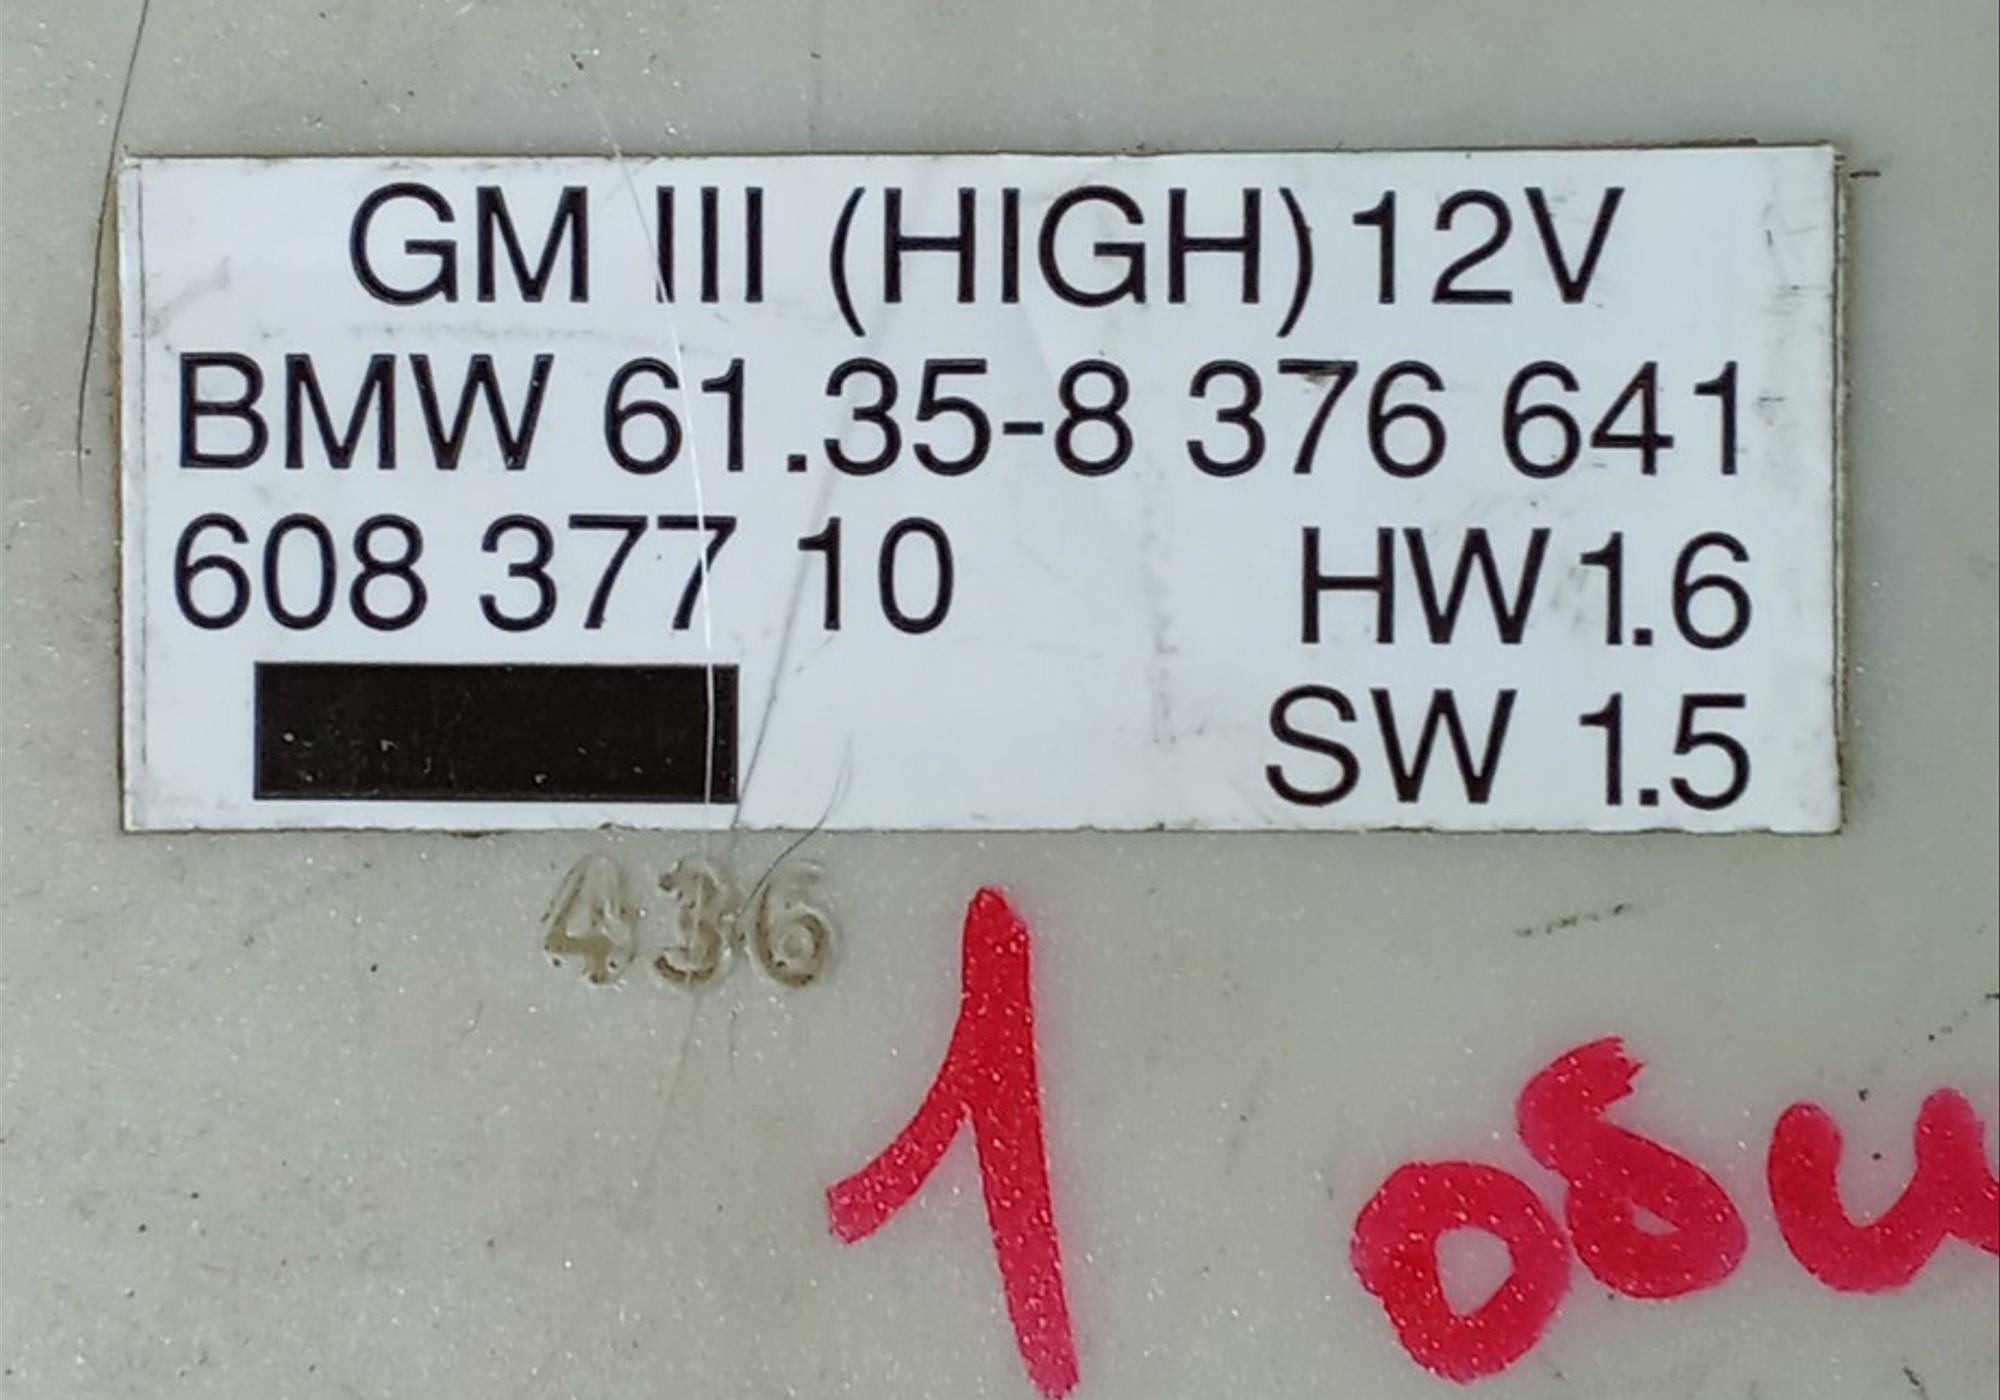 GM III (HIGH) 12V
BMW 61.35-8 376 641
608 377 10 HW 1.6
SW 1.5
436
1